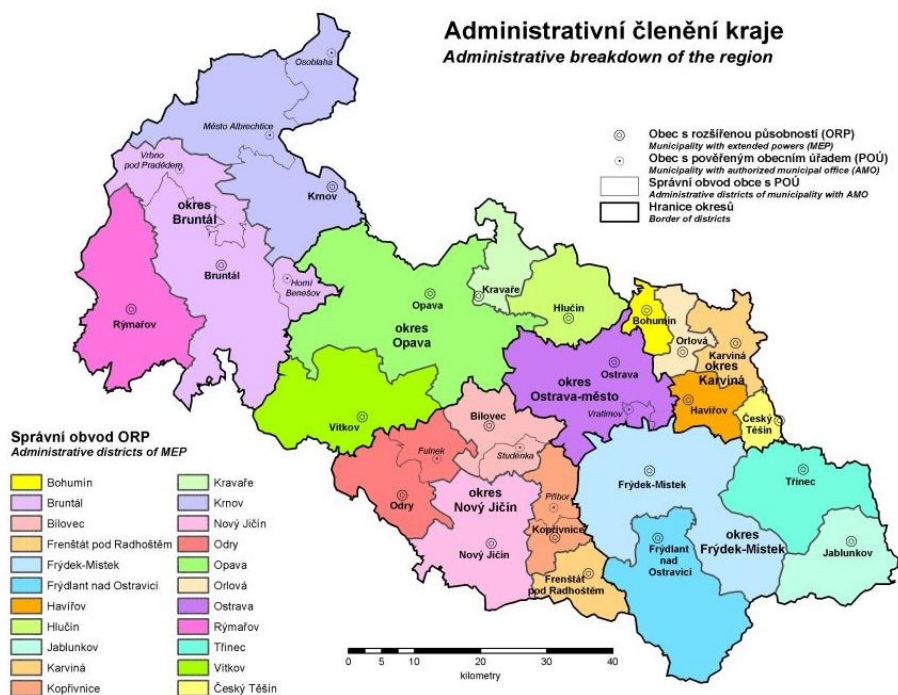 Administrativní členění kraje
Administrative breakdown of the region
Obec s rozšířenou působností (ORP)
Municipality with extended powers (MEP)
Obec s pověřeným obecním úřadem (POÚ)
Municipality with authorized municipal office (AMO)
Správní obvod obce s POÚ
Administrative districts of municipality with AMO
Hranice okresů
Border of districts
Osoblaha
Město Albrechtice
Vrbno
pod Pradědem
Krnov
okres
Bruntál
Bruntál
Horní
Benešov
Rýmařov
Opava
Kravaře
Hlučín
okres
Opava
Bohumín
Orlová
Karviná
okres
Karviná
Ostrava
okres
Ostrava-město
Vratimov
Havířov
Český
Těšín
Vítkov
Bílovec
Studénka
Fulnek
Odry
okres
Nový Jičín
Nový Jičín
Příbor
Kopřivnice
Frenštát
pod Radhoštěm
Frýdek-Místek
Třinec
okres
Frýdek-Místek
Frýdlant
nad
Ostravicí
Jablunkov
Správní obvod ORP
Administrative districts of MEP
Bohumín
Bruntál
Bílovec
Frenštát pod Radhoštěm
Frýdek-Místek
Frýdlant nad Ostravicí
Havířov
Hlučín
Jablunkov
Karviná
Kopřivnice
Kravaře
Krnov
Nový Jičín
Odry
Opava
Orlová
Ostrava
Rýmařov
Třinec
Vítkov
Český Těšín
0 5 10 20 30 40
kilometry